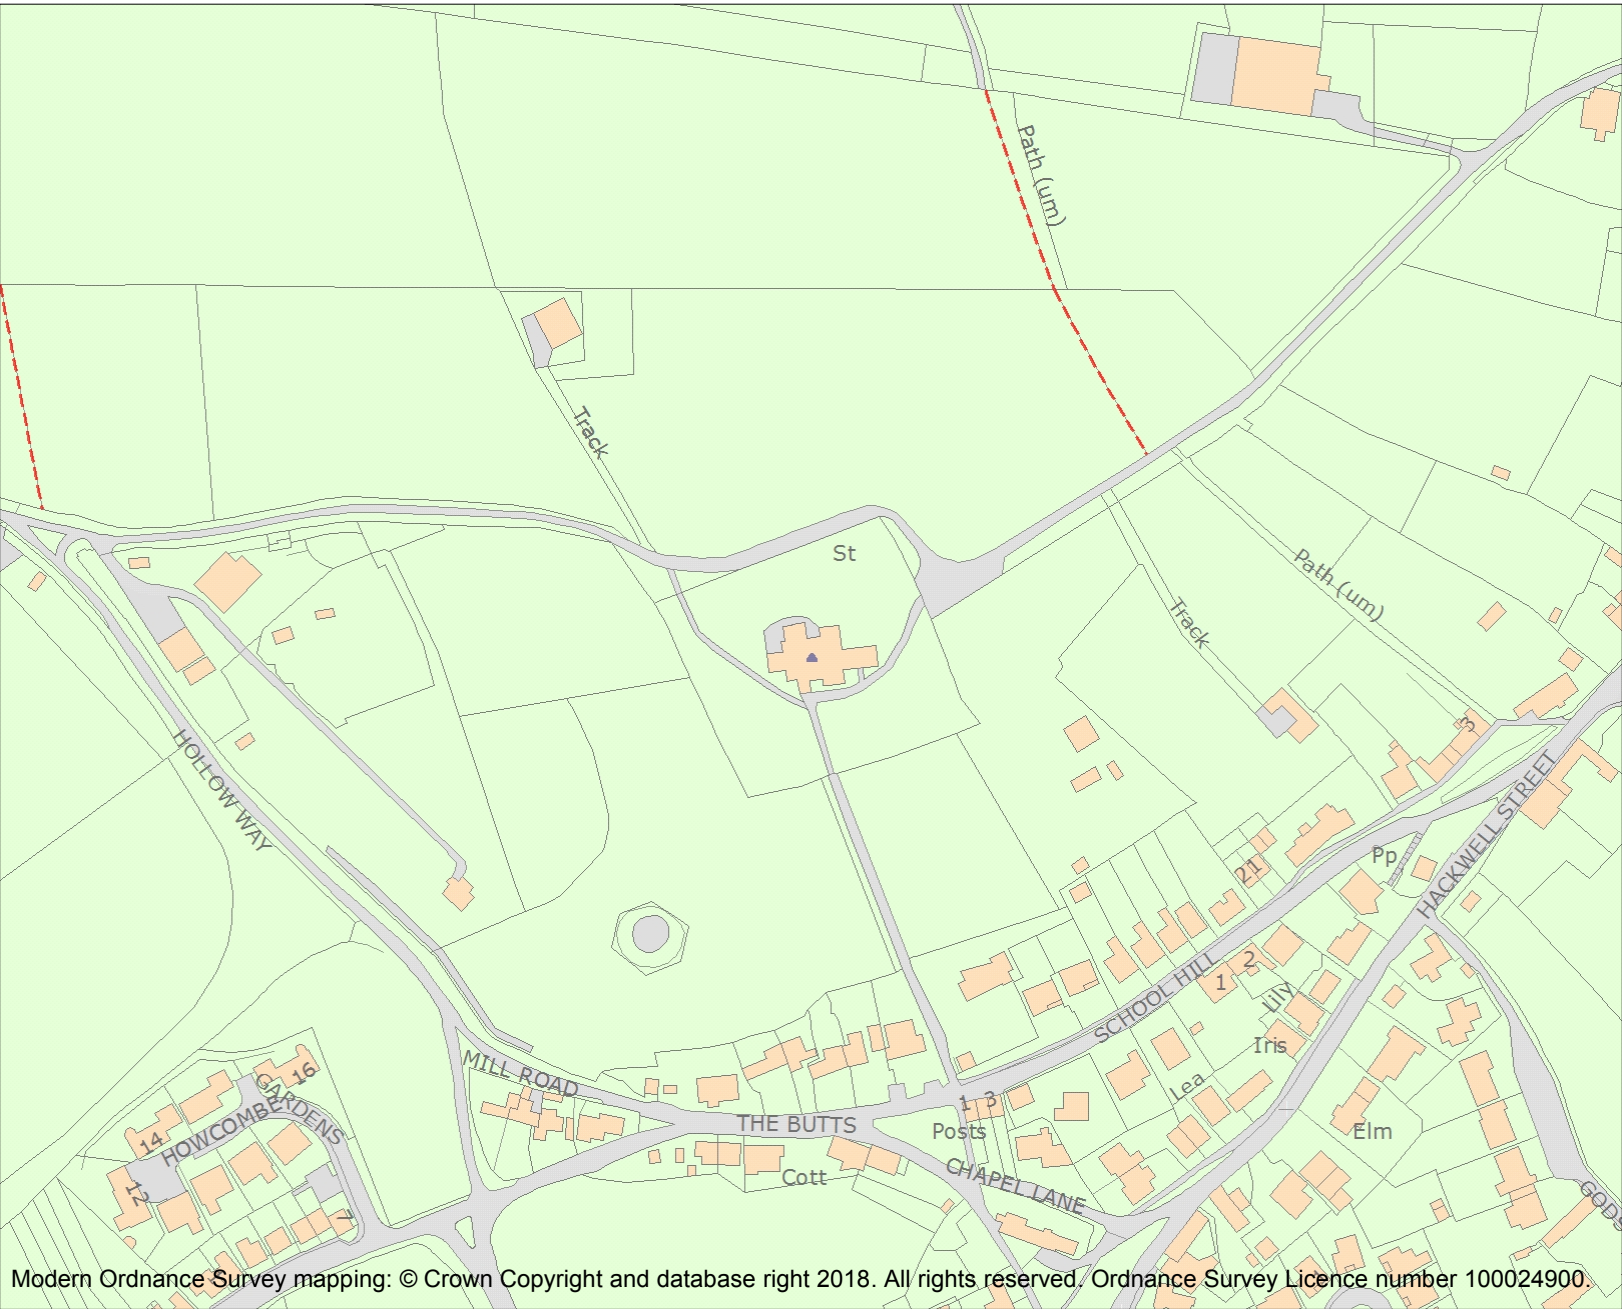 Path (um)
Track
St
Path (um)
Track
HOLLOW WAY
3
HACKWELL STREET
Pp
21
2
1
SCHOOL HILL
Lily
Iris
Lea
MILL ROAD
16
GARDENS
HOWCOMBE
14
12
7
THE BUTTS
1 3
Posts
Elm
Cott
CHAPEL LANE
GODS
Modern Ordnance Survey mapping: © Crown Copyright and database right 2018. All rights reserved. Ordnance Survey Licence number 100024900.